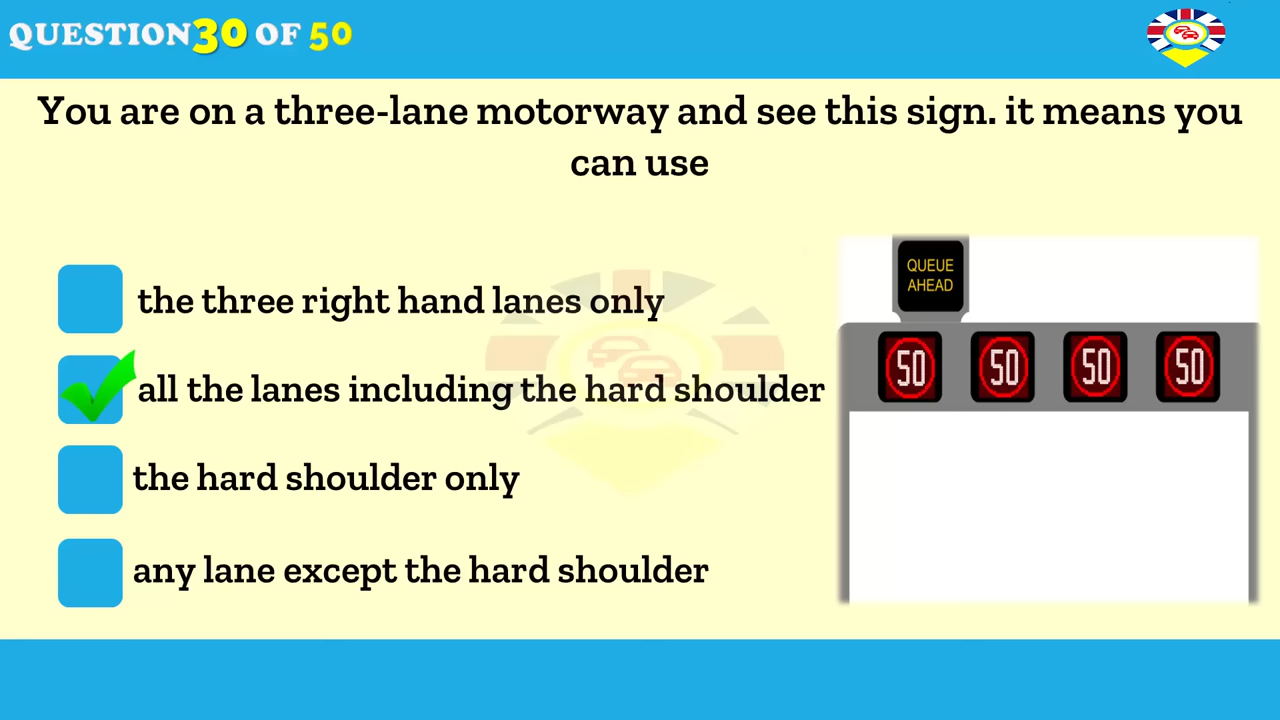 QUESTION 30 OF 50
You are on a three-lane motorway and see this sign. it means you
can use
the three right hand lanes only
all the lanes including the hard shoulder
the hard shoulder only
any lane except the hard shoulder
QUEUE
AHEAD
50 50 50 50